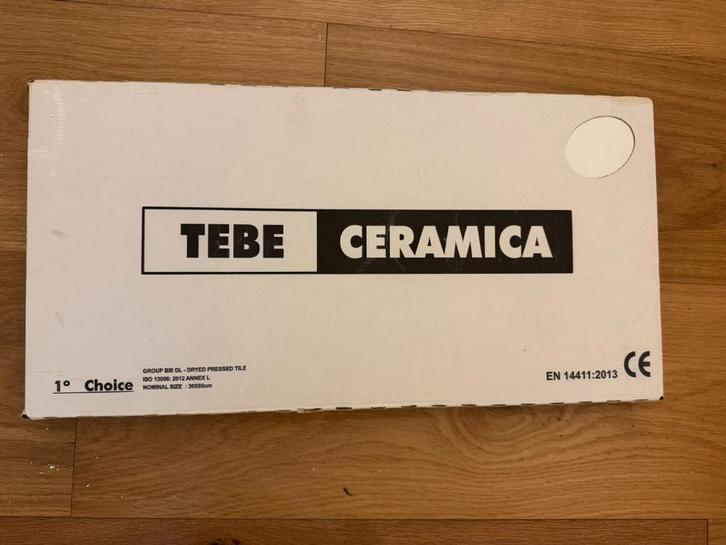 TEBE CERAMICA
1° Choice
GROUP BIII GL - DRYED PRESSED TILE
ISO 13006: 2012 ANNEX L
NOMINAL SIZE : 30X60cm
EN 14411:2013 CE